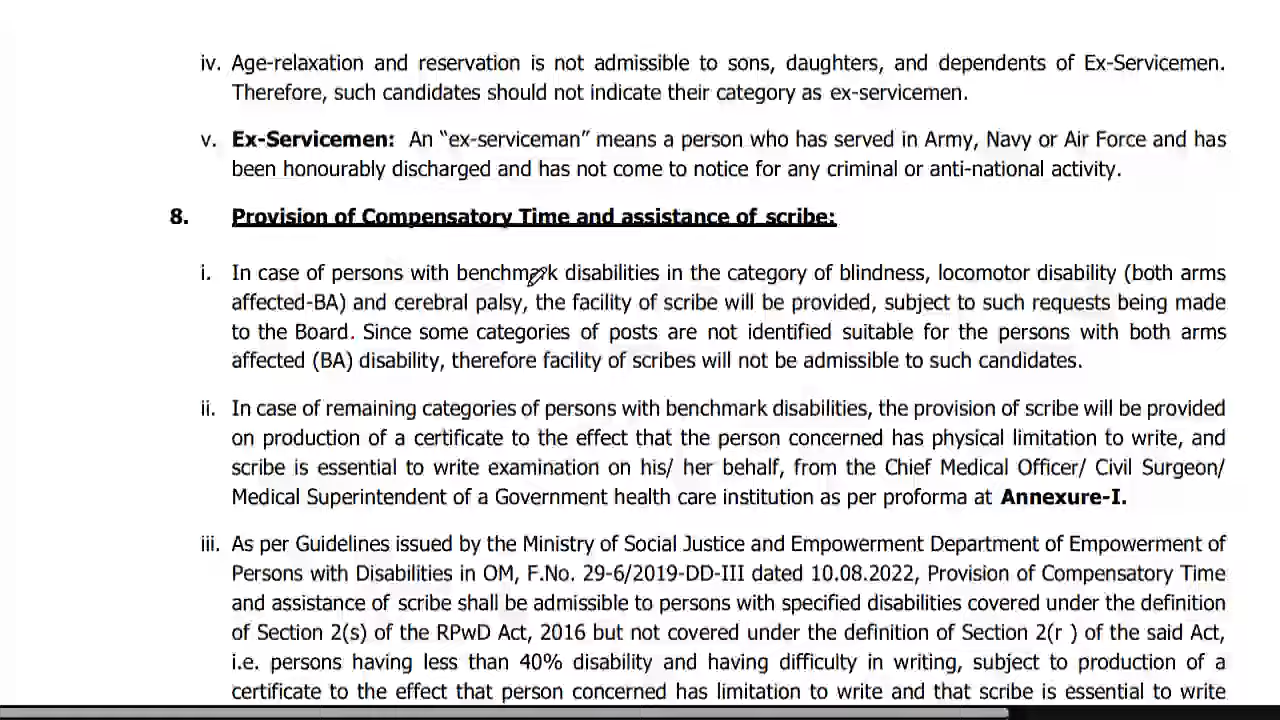 iv. Age-relaxation and reservation is not admissible to sons, daughters, and dependents of Ex-Servicemen.
Therefore, such candidates should not indicate their category as ex-servicemen.
v. Ex-Servicemen: An “ex-serviceman” means a person who has served in Army, Navy or Air Force and has
been honourably discharged and has not come to notice for any criminal or anti-national activity.
8. Provision of Compensatory Time and assistance of scribe:
i. In case of persons with benchmark disabilities in the category of blindness, locomotor disability (both arms
affected-BA) and cerebral palsy, the facility of scribe will be provided, subject to such requests being made
to the Board. Since some categories of posts are not identified suitable for the persons with both arms
affected (BA) disability, therefore facility of scribes will not be admissible to such candidates.
ii. In case of remaining categories of persons with benchmark disabilities, the provision of scribe will be provided
on production of a certificate to the effect that the person concerned has physical limitation to write, and
scribe is essential to write examination on his/ her behalf, from the Chief Medical Officer/ Civil Surgeon/
Medical Superintendent of a Government health care institution as per proforma at Annexure-I.
iii. As per Guidelines issued by the Ministry of Social Justice and Empowerment Department of Empowerment of
Persons with Disabilities in OM, F.No. 29-6/2019-DD-III dated 10.08.2022, Provision of Compensatory Time
and assistance of scribe shall be admissible to persons with specified disabilities covered under the definition
of Section 2(s) of the RPwD Act, 2016 but not covered under the definition of Section 2(r ) of the said Act,
i.e. persons having less than 40% disability and having difficulty in writing, subject to production of a
certificate to the effect that person concerned has limitation to write and that scribe is essential to write